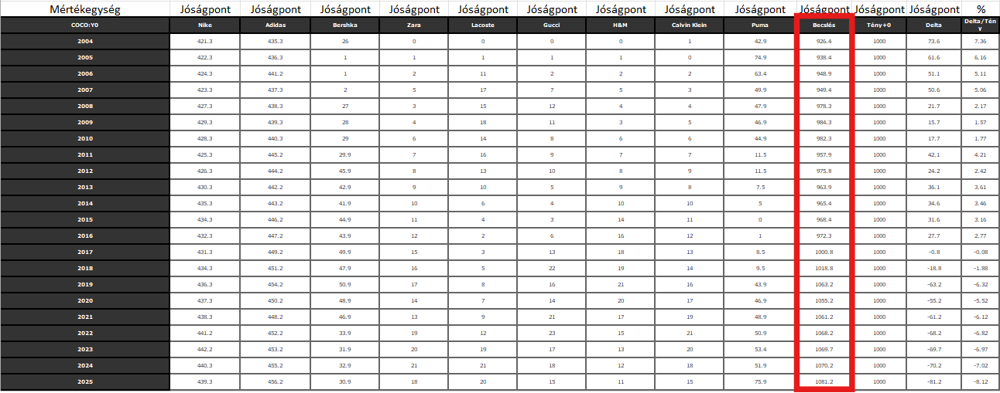 Mértékegység Jóságpont Jóságpont Jóságpont Jóságpont Jóságpont Jóságpont Jóságpont Jóságpont Jóságpont Jóságpont Jóságpont Jóságpont %
COCO:Y0 Nike Adidas Bershka Zara Lacoste Gucci H&M Calvin Klein Puma Becslés Tény+0 Delta Delta/Tény
2004 421.3 435.3 26 0 0 0 0 1 42.9 926.4 1000 73.6 7.36
2005 422.3 436.3 1 1 1 1 1 0 74.9 938.4 1000 61.6 6.16
2006 424.3 441.2 1 2 11 2 2 2 63.4 948.9 1000 51.1 5.11
2007 423.3 437.3 2 5 17 7 5 3 49.9 949.4 1000 50.6 5.06
2008 427.3 438.3 27 3 15 12 4 4 47.9 978.3 1000 21.7 2.17
2009 429.3 439.3 28 4 18 11 3 5 46.9 984.3 1000 15.7 1.57
2010 428.3 440.3 29 6 14 8 6 6 44.9 982.3 1000 17.7 1.77
2011 425.3 445.2 29.9 7 16 9 7 7 11.5 957.9 1000 42.1 4.21
2012 426.3 444.2 45.9 8 13 10 8 9 11.5 975.8 1000 24.2 2.42
2013 430.3 442.2 42.9 9 10 5 9 8 7.5 963.9 1000 36.1 3.61
2014 435.3 443.2 41.9 10 6 4 10 10 5 965.4 1000 34.6 3.46
2015 434.3 446.2 44.9 11 4 3 14 11 0 968.4 1000 31.6 3.16
2016 432.3 447.2 43.9 12 2 6 16 12 1 972.3 1000 27.7 2.77
2017 431.3 449.2 49.9 15 3 13 18 13 8.5 1000.8 1000 -0.8 -0.08
2018 434.3 451.2 47.9 16 5 22 19 14 9.5 1018.8 1000 -18.8 -1.88
2019 436.3 454.2 50.9 17 8 16 21 16 43.9 1063.2 1000 -63.2 -6.32
2020 437.3 450.2 48.9 14 7 14 20 17 46.9 1055.2 1000 -55.2 -5.52
2021 438.3 448.2 46.9 13 9 21 17 19 48.9 1061.2 1000 -61.2 -6.12
2022 441.2 452.2 33.9 19 12 23 15 21 50.9 1068.2 1000 -68.2 -6.82
2023 442.2 453.2 31.9 20 19 17 13 20 53.4 1069.7 1000 -69.7 -6.97
2024 440.3 455.2 32.9 21 21 18 12 18 51.9 1070.2 1000 -70.2 -7.02
2025 439.3 456.2 30.9 18 20 15 11 15 75.9 1081.2 1000 -81.2 -8.12